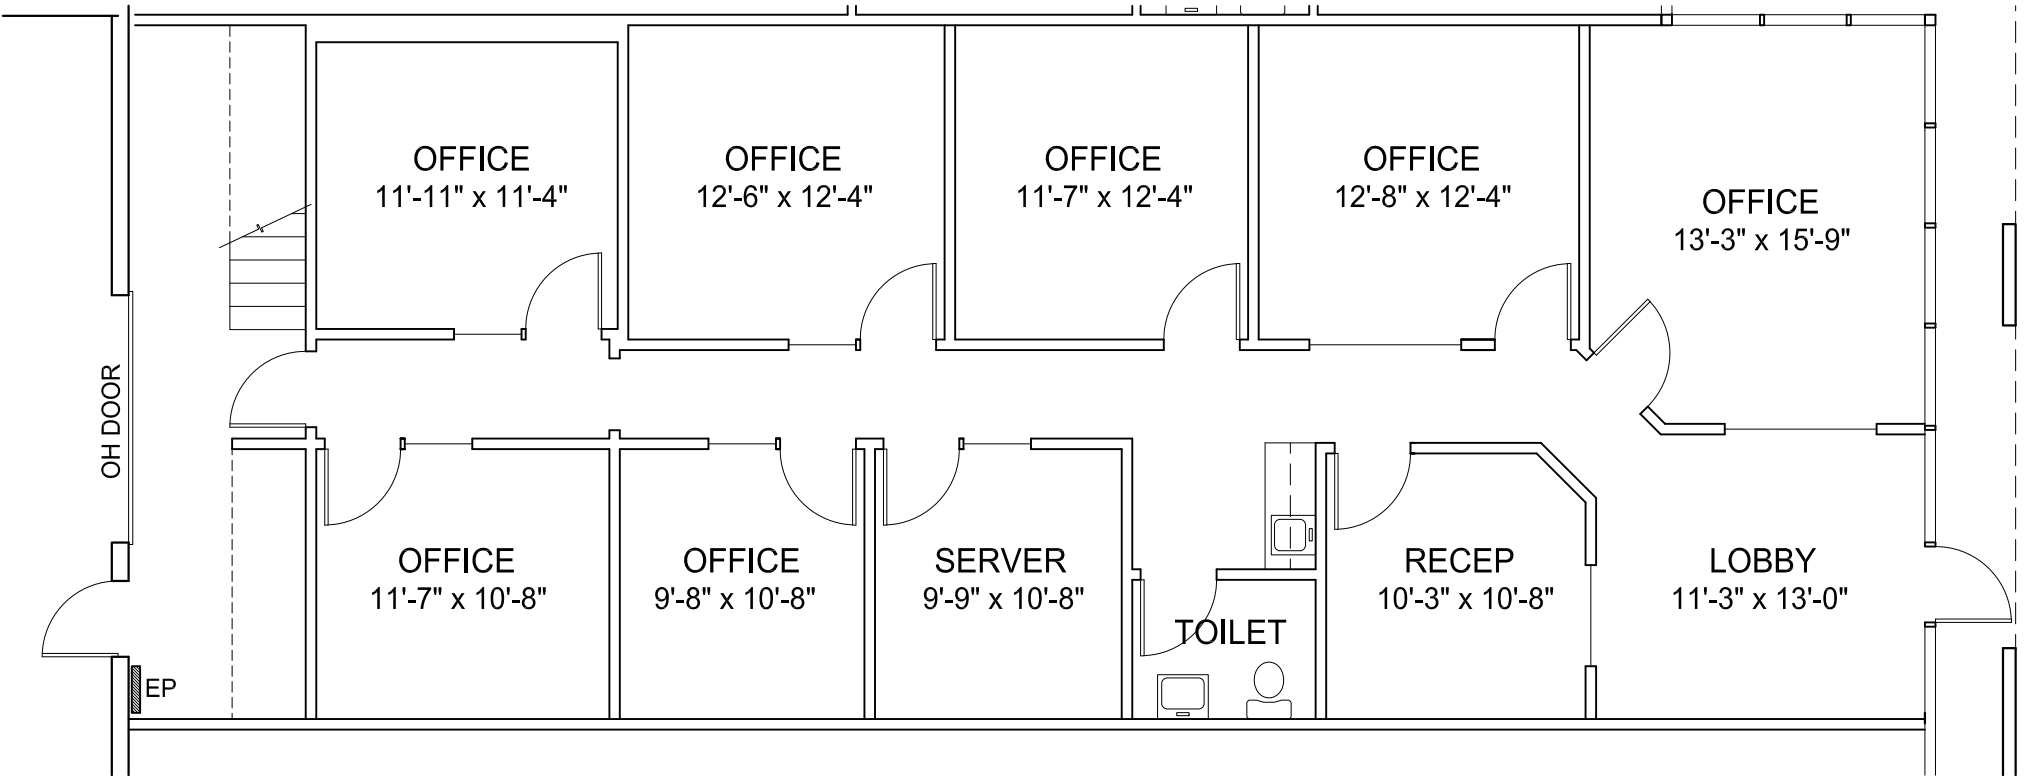 OFFICE
11'-11" x 11'-4"
OFFICE
12'-6" x 12'-4"
OFFICE
11'-7" x 12'-4"
OFFICE
12'-8" x 12'-4"
OFFICE
13'-3" x 15'-9"
OH DOOR
OFFICE
11'-7" x 10'-8"
OFFICE
9'-8" x 10'-8"
SERVER
9'-9" x 10'-8"
TOILET
RECEP
10'-3" x 10'-8"
LOBBY
11'-3" x 13'-0"
EP